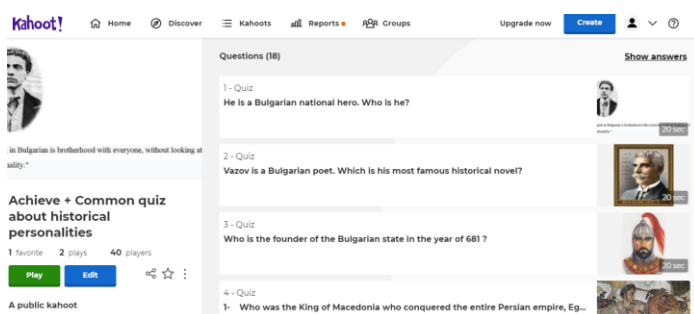 Kahoot!
Home
Discover
Kahoots
Reports
Groups
Upgrade now
Create
in Bulgarian is brotherhood with everyone, without looking at
nality."
Achieve + Common quiz
about historical
personalities
1 favorite 2 plays 40 players
Play
Edit
A public kahoot
Questions (18)
Show answers
1 - Quiz
He is a Bulgarian national hero. Who is he?
20 sec
2 - Quiz
Vazov is a Bulgarian poet. Which is his most famous historical novel?
20 sec
3 - Quiz
Who is the founder of the Bulgarian state in the year of 681 ?
20 sec
4 - Quiz
1- Who was the King of Macedonia who conquered the entire Persian empire, Eg...